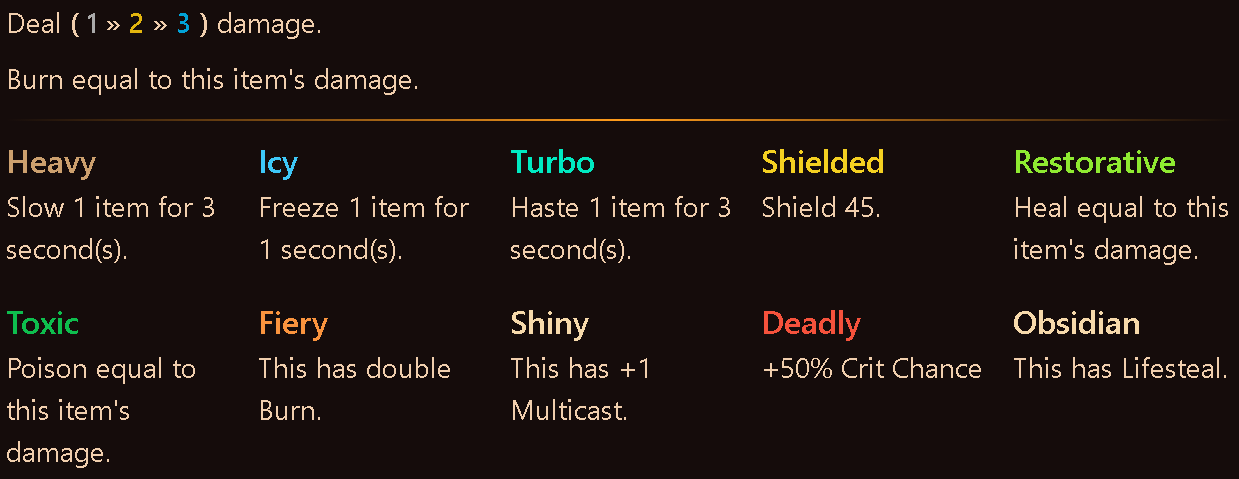 Deal ( 1 » 2 » 3 ) damage.
Burn equal to this item's damage.
Heavy
Slow 1 item for 3
second(s).
Icy
Freeze 1 item for
1 second(s).
Turbo
Haste 1 item for 3
second(s).
Shielded
Shield 45.
Restorative
Heal equal to this
item's damage.
Toxic
Poison equal to
this item's
damage.
Fiery
This has double
Burn.
Shiny
This has +1
Multicast.
Deadly
+50% Crit Chance
Obsidian
This has Lifesteal.